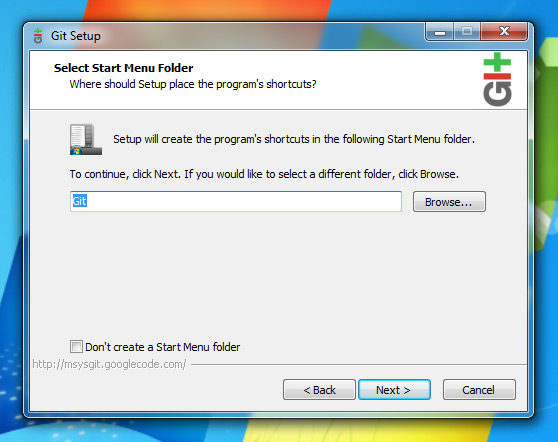 Git Setup
Select Start Menu Folder
Where should Setup place the program's shortcuts?
GIT
Setup will create the program's shortcuts in the following Start Menu folder.
To continue, click Next. If you would like to select a different folder, click Browse.
Git
Browse...
Don't create a Start Menu folder
http://msysgit.googlecode.com/
< Back
Next >
Cancel